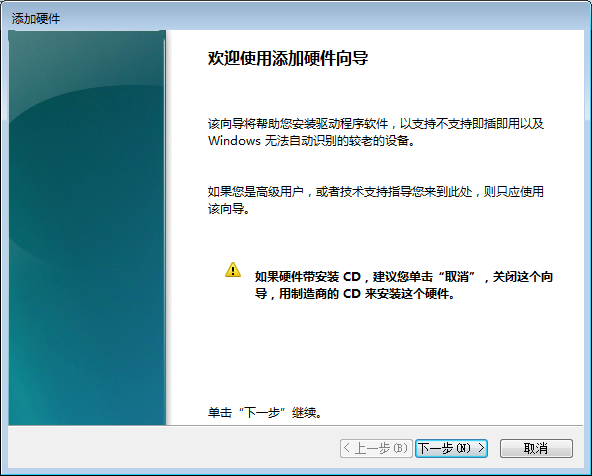 添加硬件
欢迎使用添加硬件向导
该向导将帮助您安装驱动程序软件，以支持不支持即插即用以及
Windows 无法自动识别的较老的设备。
如果您是高级用户，或者技术支持指导您来到此处，则只应使用
该向导。
如果硬件带安装 CD，建议您单击“取消”，关闭这个向
导，用制造商的 CD 来安装这个硬件。
单击“下一步”继续。
< 上一步(B) 下一步(N) > 取消